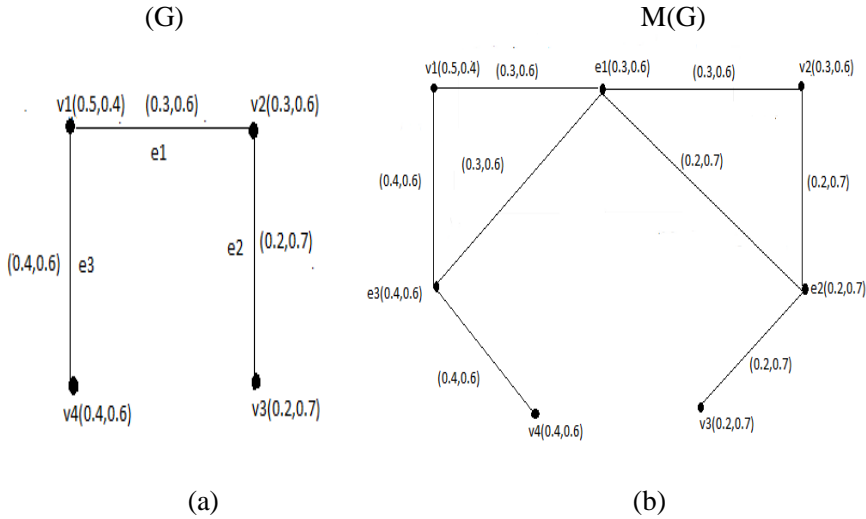 (G)
M(G)
v1(0.5,0.4)
(0.3,0.6)
v2(0.3,0.6)
e1
(0.4,0.6)
e3
e2
(0.2,0.7)
v4(0.4,0.6)
v3(0.2,0.7)
(a)
v1(0.5,0.4)
(0.3,0.6)
e1(0.3,0.6)
(0.3,0.6)
v2(0.3,0.6)
(0.4,0.6)
(0.3,0.6)
(0.2,0.7)
(0.2,0.7)
e3(0.4,0.6)
e2(0.2,0.7)
(0.4,0.6)
(0.2,0.7)
v4(0.4,0.6)
v3(0.2,0.7)
(b)